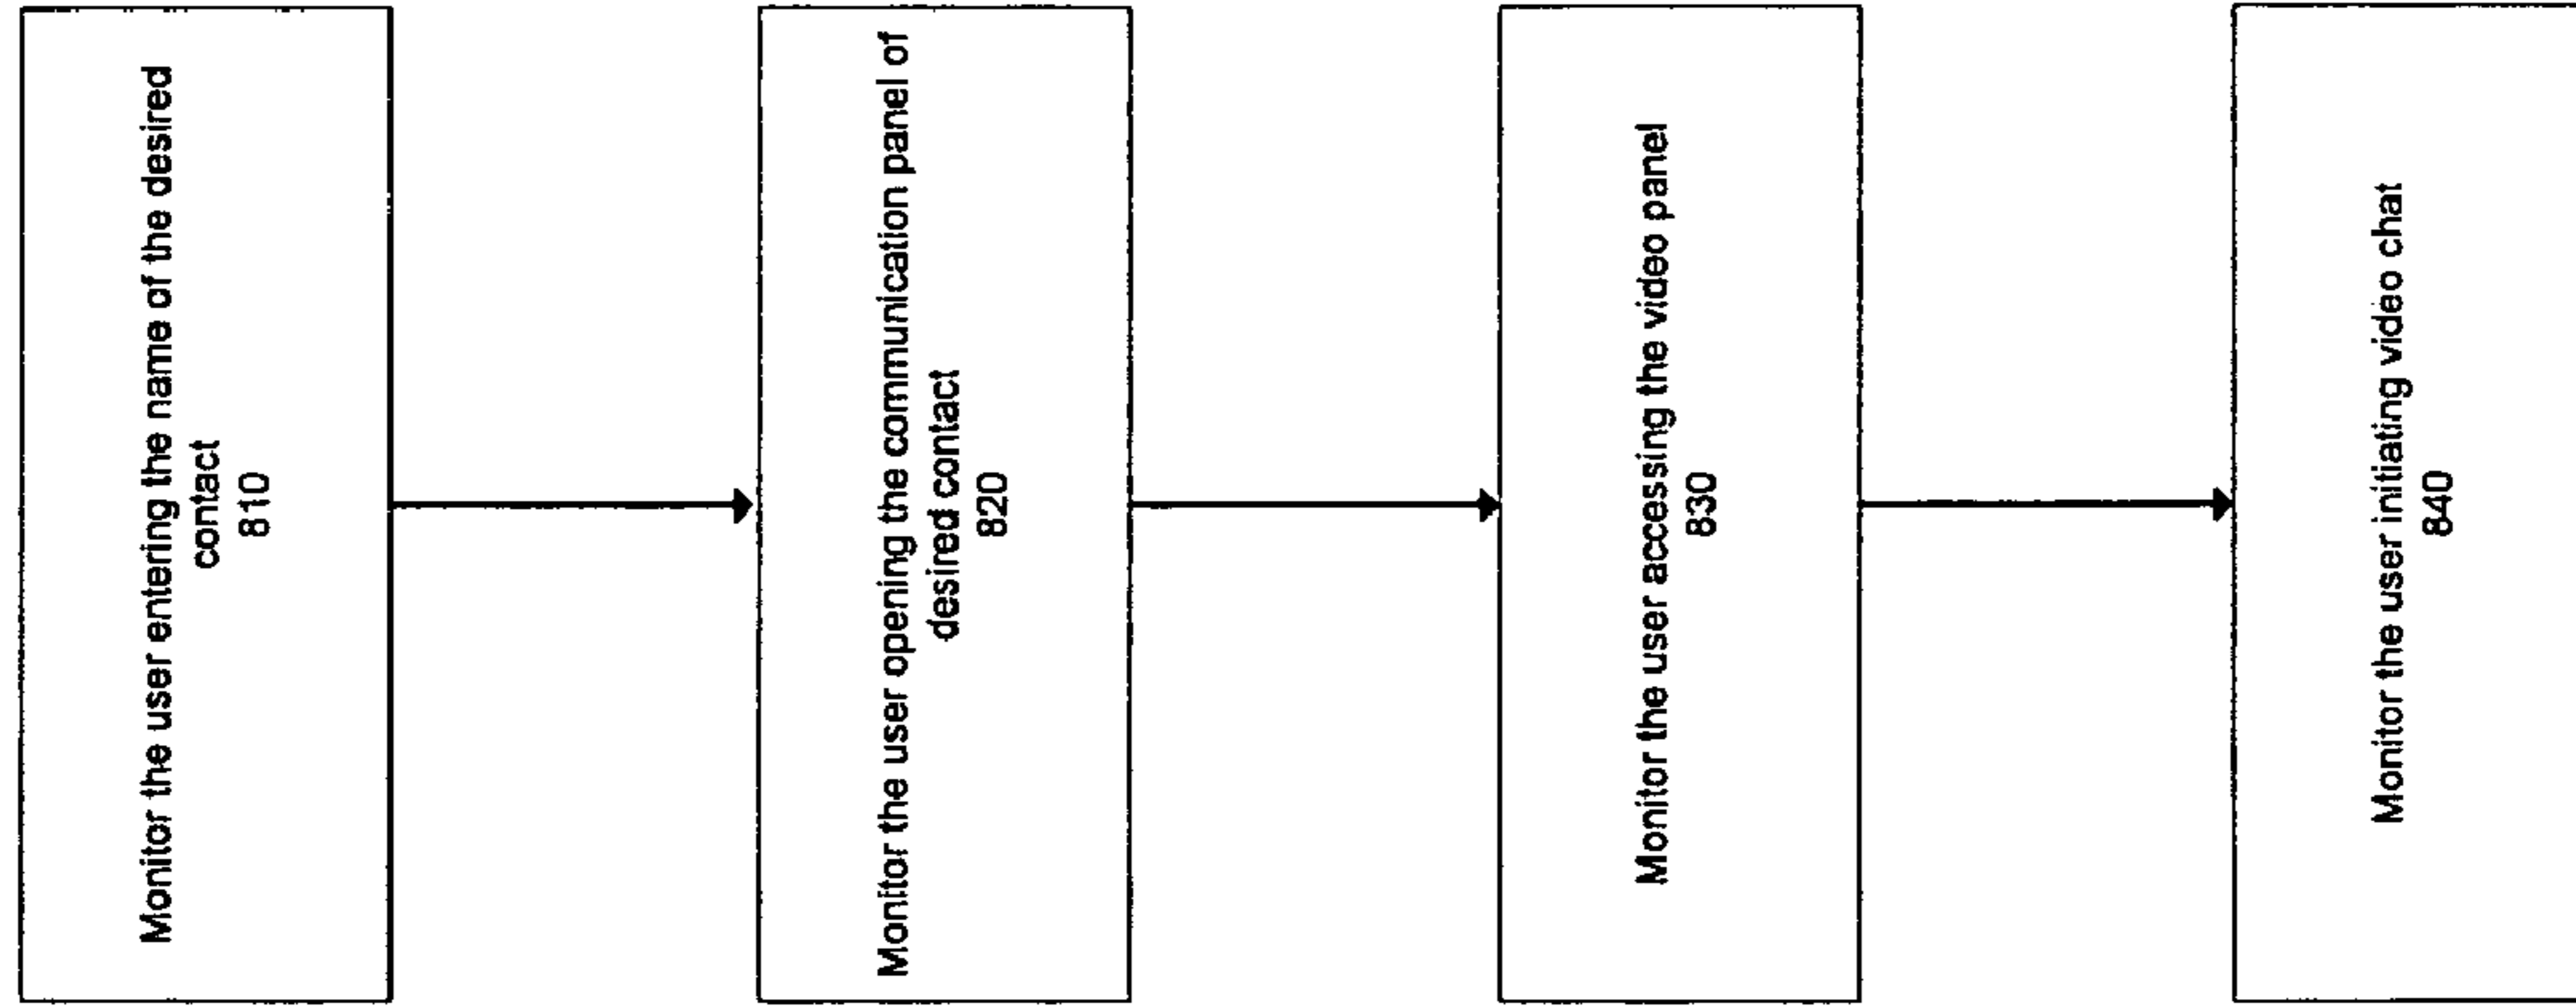 Monitor the user entering the name of the desired
contact
810
Monitor the user opening the communication panel of
desired contact
820
Monitor the user accessing the video panel
830
Monitor the user initiating video chat
840